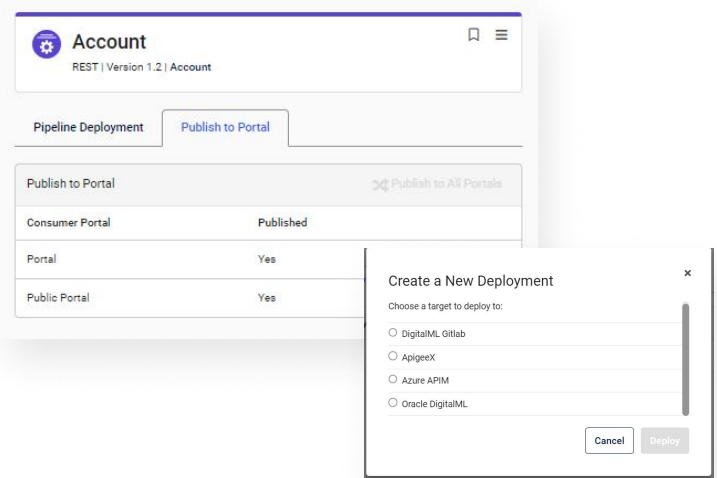 Account
REST | Version 1.2 | Account
Pipeline Deployment
Publish to Portal
Publish to Portal
Publish to All Portals
Consumer Portal Published
Portal Yes
Public Portal Yes
Create a New Deployment
Choose a target to deploy to:
DigitalML Gitlab
ApigeeX
Azure APIM
Oracle DigitalML
Cancel Deploy